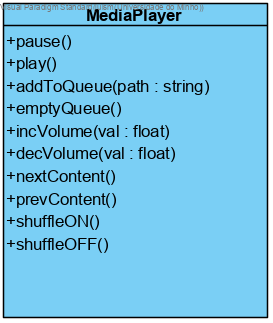 Visual Paradigm Standard(luism(Universidade do Minho))
MediaPlayer
+pause()
+play()
+addToQueue(path : string)
+emptyQueue()
+incVolume(val : float)
+decVolume(val : float)
+nextContent()
+prevContent()
+shuffleON()
+shuffleOFF()